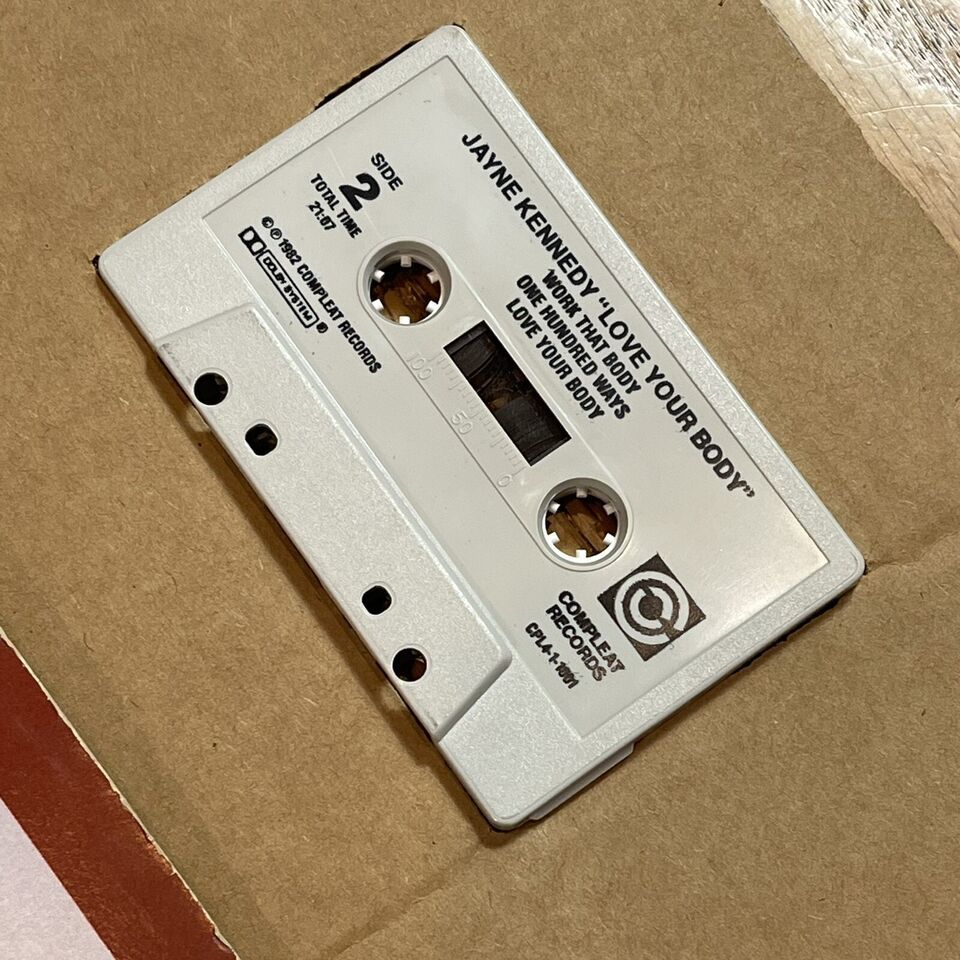 JAYNE KENNEDY "LOVE YOUR BODY"
WORK THAT BODY
ONE HUNDRED WAYS
LOVE YOUR BODY
SIDE
2
TOTAL TIME
21:07
© ℗ 1982 COMPLEAT RECORDS
DOLBY SYSTEM ®
100 50 0
COMPLEAT
RECORDS
CPL4-1-1001